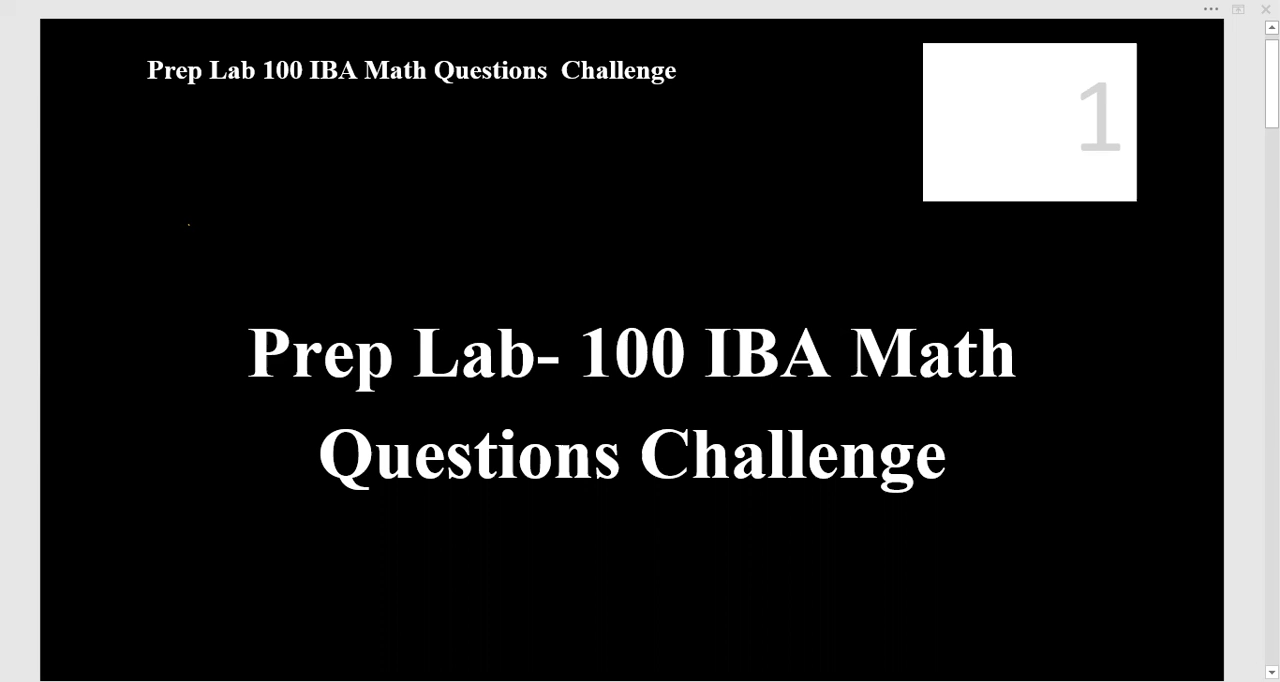 Prep Lab 100 IBA Math Questions  Challenge
1
Prep Lab- 100 IBA Math
Questions Challenge